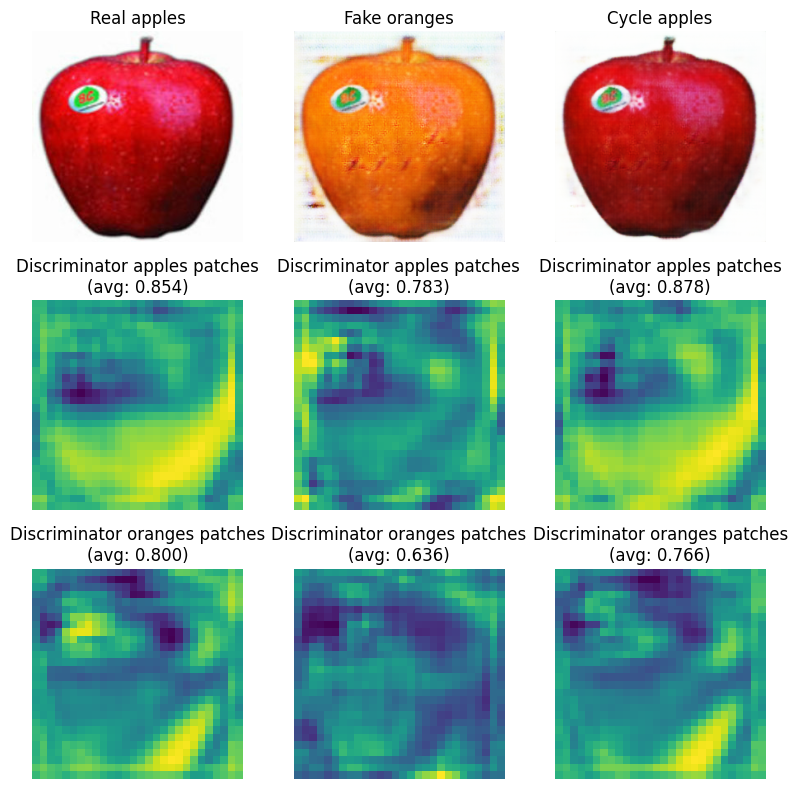 Real apples
Fake oranges
Cycle apples
Discriminator apples patches
(avg: 0.854)
Discriminator apples patches
(avg: 0.783)
Discriminator apples patches
(avg: 0.878)
Discriminator oranges patches
(avg: 0.800)
Discriminator oranges patches
(avg: 0.636)
Discriminator oranges patches
(avg: 0.766)